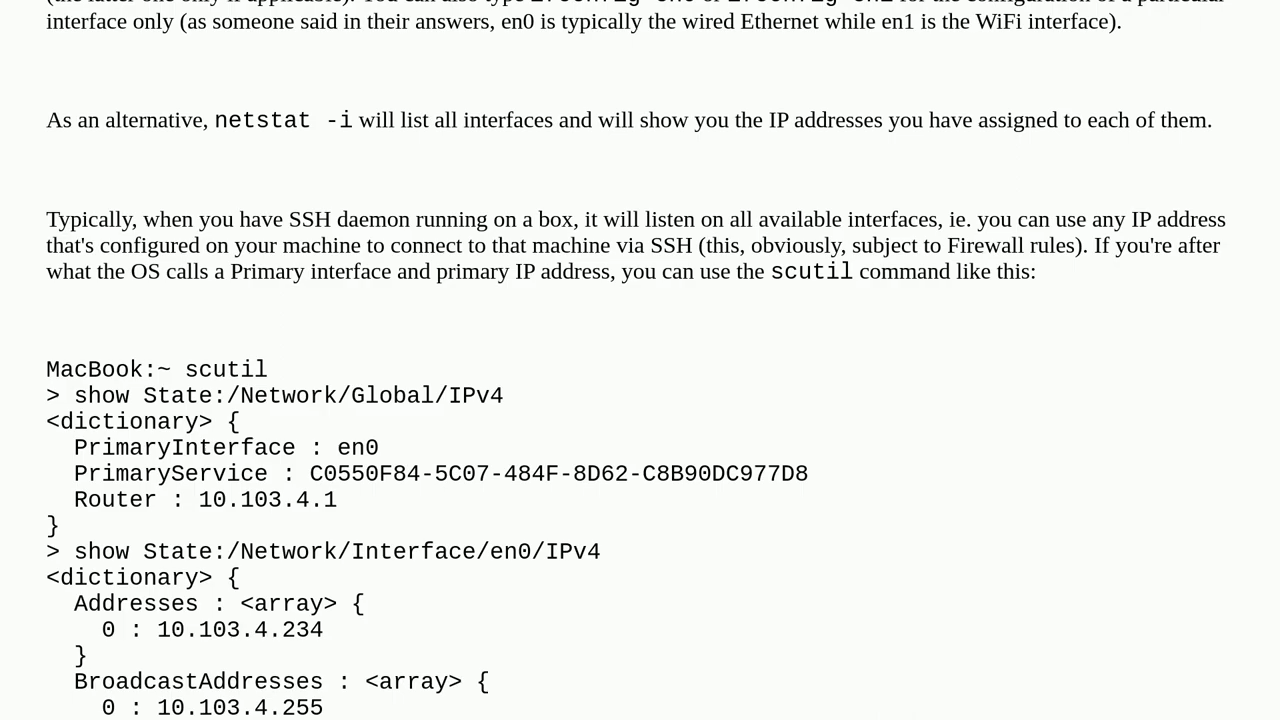 interface only (as someone said in their answers, en0 is typically the wired Ethernet while en1 is the WiFi interface).
As an alternative, netstat -i will list all interfaces and will show you the IP addresses you have assigned to each of them.
Typically, when you have SSH daemon running on a box, it will listen on all available interfaces, ie. you can use any IP address
that's configured on your machine to connect to that machine via SSH (this, obviously, subject to Firewall rules). If you're after
what the OS calls a Primary interface and primary IP address, you can use the scutil command like this:
MacBook:~ scutil
> show State:/Network/Global/IPv4
<dictionary> {
  PrimaryInterface : en0
  PrimaryService : C0550F84-5C07-484F-8D62-C8B90DC977D8
  Router : 10.103.4.1
}
> show State:/Network/Interface/en0/IPv4
<dictionary> {
  Addresses : <array> {
    0 : 10.103.4.234
  }
  BroadcastAddresses : <array> {
    0 : 10.103.4.255